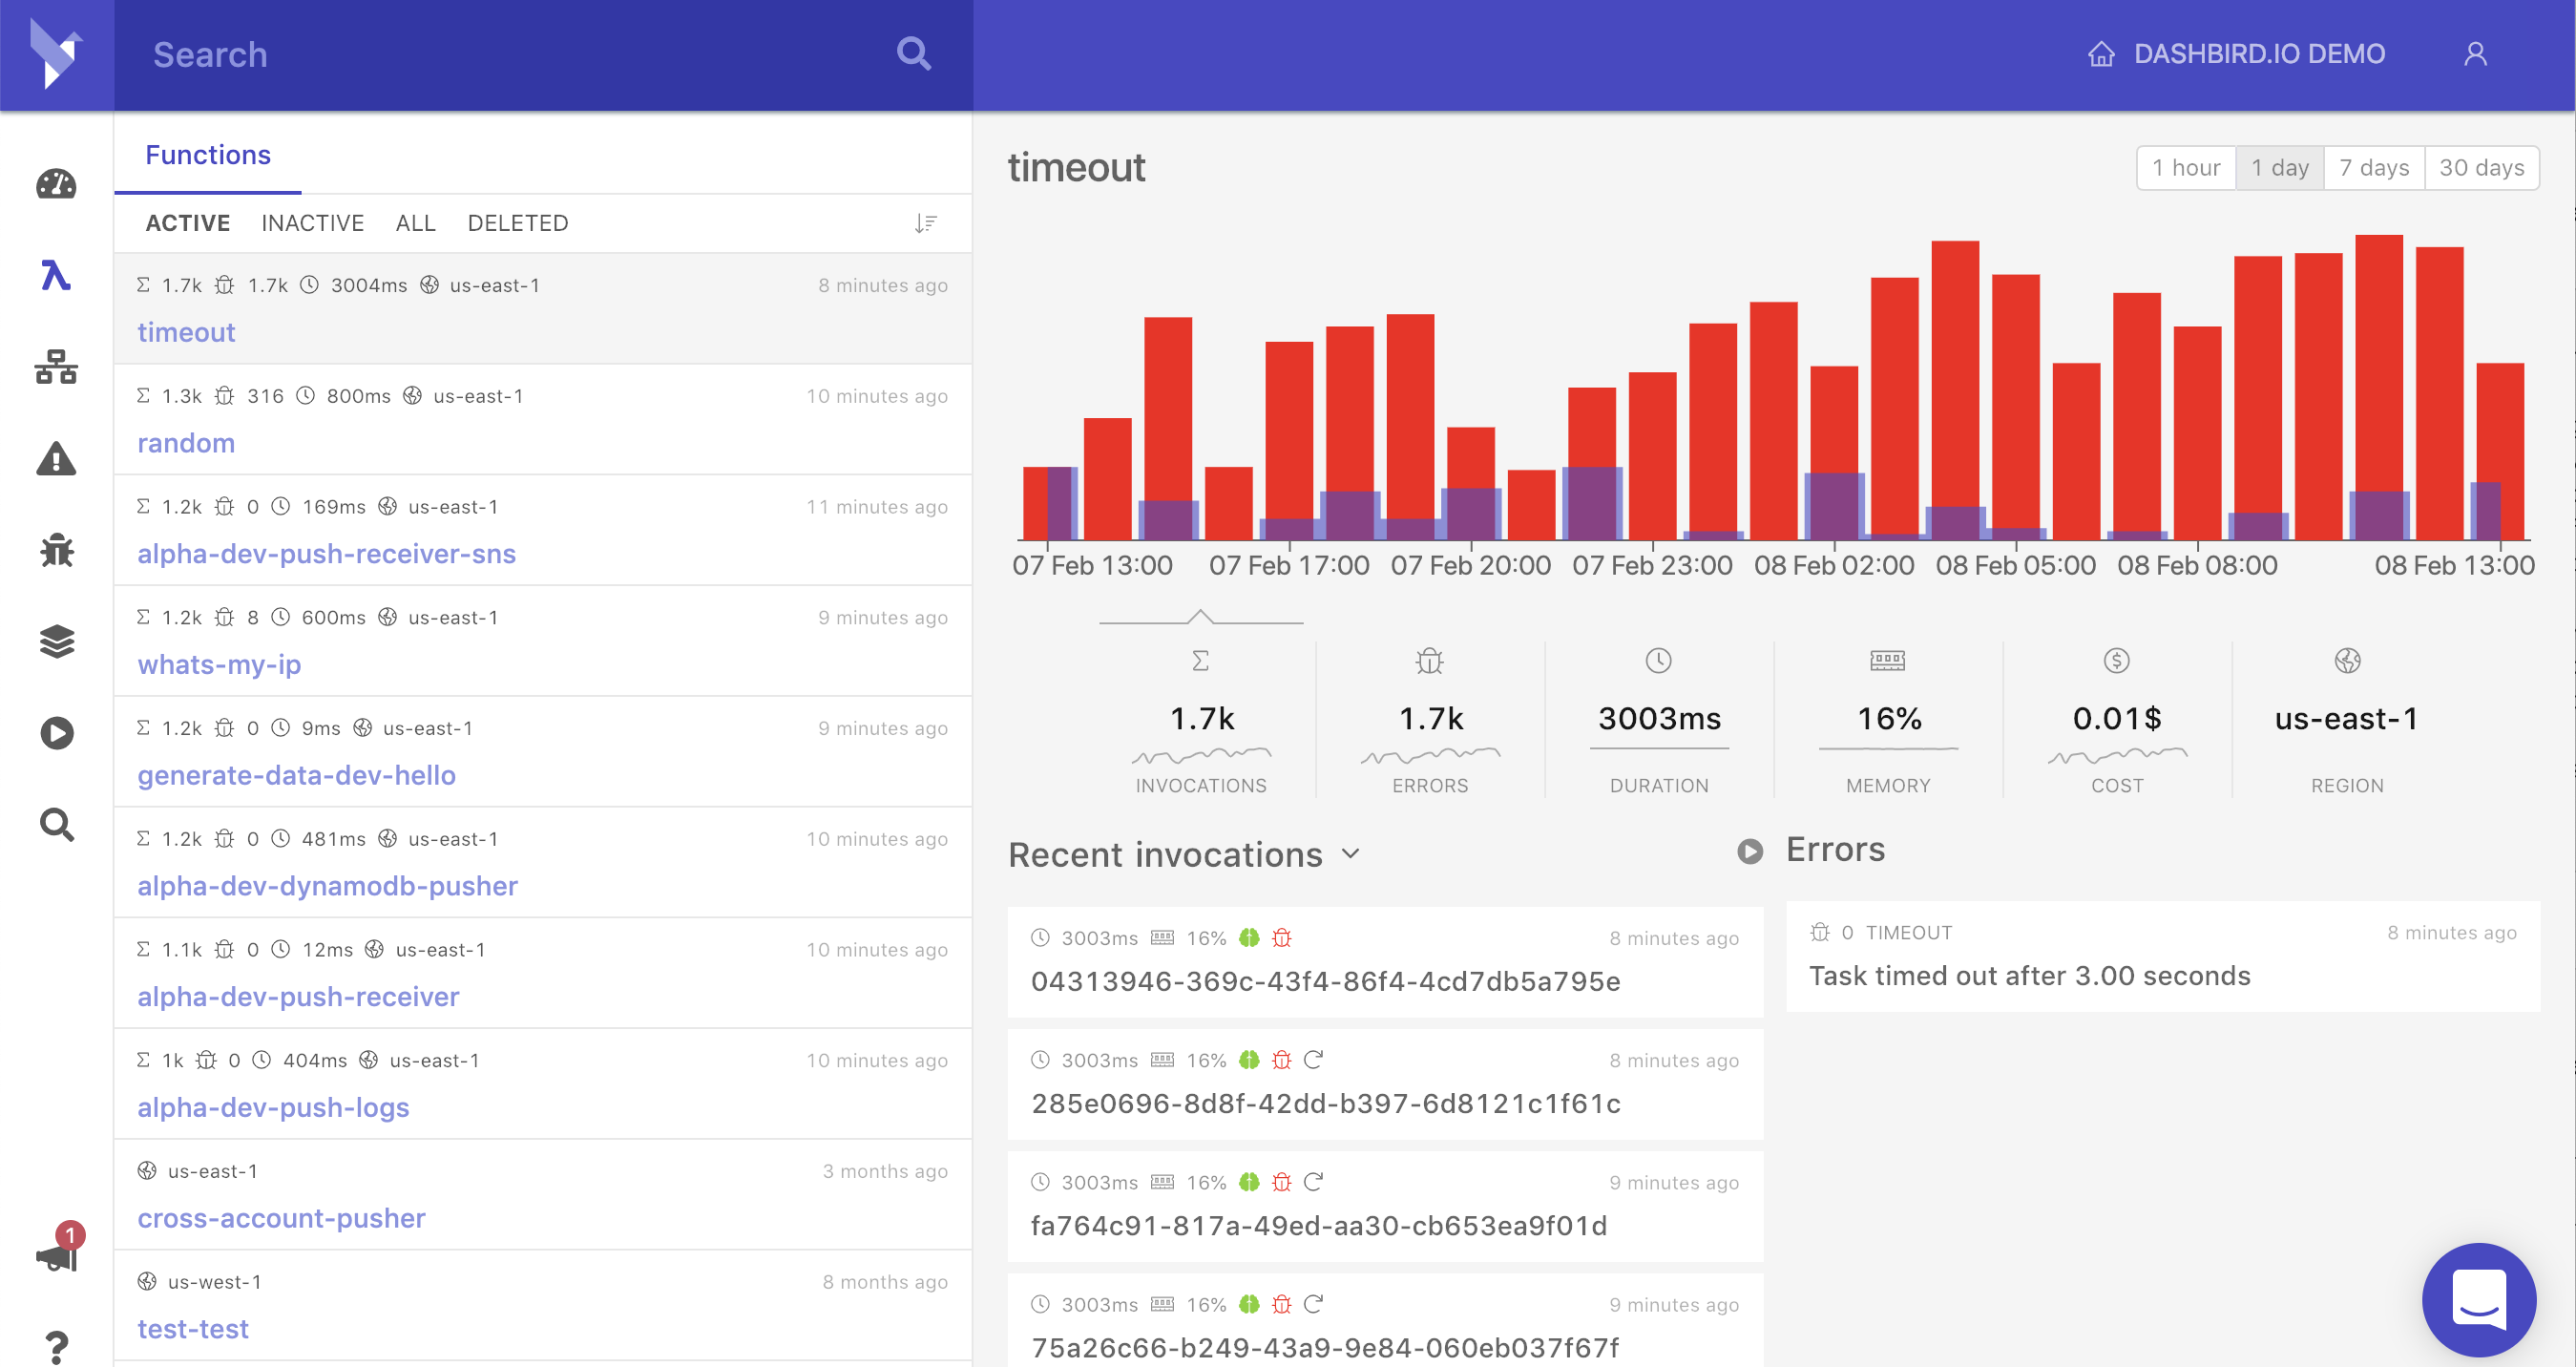 Search
DASHBIRD.IO DEMO
Functions
ACTIVE INACTIVE ALL DELETED
Σ 1.7k 1.7k 3004ms us-east-1 8 minutes ago
timeout
Σ 1.3k 316 800ms us-east-1 10 minutes ago
random
Σ 1.2k 0 169ms us-east-1 11 minutes ago
alpha-dev-push-receiver-sns
Σ 1.2k 8 600ms us-east-1 9 minutes ago
whats-my-ip
Σ 1.2k 0 9ms us-east-1 9 minutes ago
generate-data-dev-hello
Σ 1.2k 0 481ms us-east-1 10 minutes ago
alpha-dev-dynamodb-pusher
Σ 1.1k 0 12ms us-east-1 10 minutes ago
alpha-dev-push-receiver
Σ 1k 0 404ms us-east-1 10 minutes ago
alpha-dev-push-logs
us-east-1 3 months ago
cross-account-pusher
us-west-1 8 months ago
test-test
1
?
timeout
1 hour 1 day 7 days 30 days
07 Feb 13:00 07 Feb 17:00 07 Feb 20:00 07 Feb 23:00 08 Feb 02:00 08 Feb 05:00 08 Feb 08:00 08 Feb 13:00
Σ $
1.7k 1.7k 3003ms 16% 0.01$ us-east-1
INVOCATIONS ERRORS DURATION MEMORY COST REGION
Recent invocations
3003ms 16% 8 minutes ago
04313946-369c-43f4-86f4-4cd7db5a795e
3003ms 16% 8 minutes ago
285e0696-8d8f-42dd-b397-6d8121c1f61c
3003ms 16% 9 minutes ago
fa764c91-817a-49ed-aa30-cb653ea9f01d
3003ms 16% 9 minutes ago
75a26c66-b249-43a9-9e84-060eb037f67f
Errors
0 TIMEOUT 8 minutes ago
Task timed out after 3.00 seconds